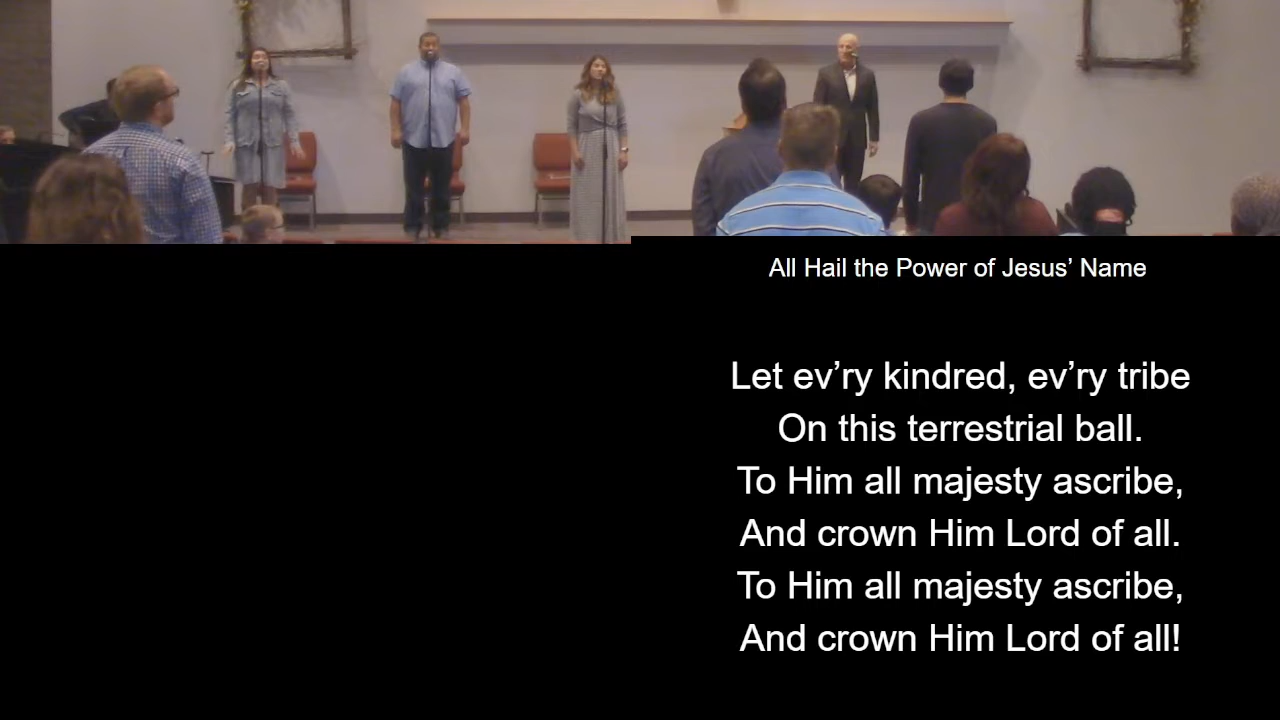 All Hail the Power of Jesus’ Name
Let ev’ry kindred, ev’ry tribe
On this terrestrial ball.
To Him all majesty ascribe,
And crown Him Lord of all.
To Him all majesty ascribe,
And crown Him Lord of all!